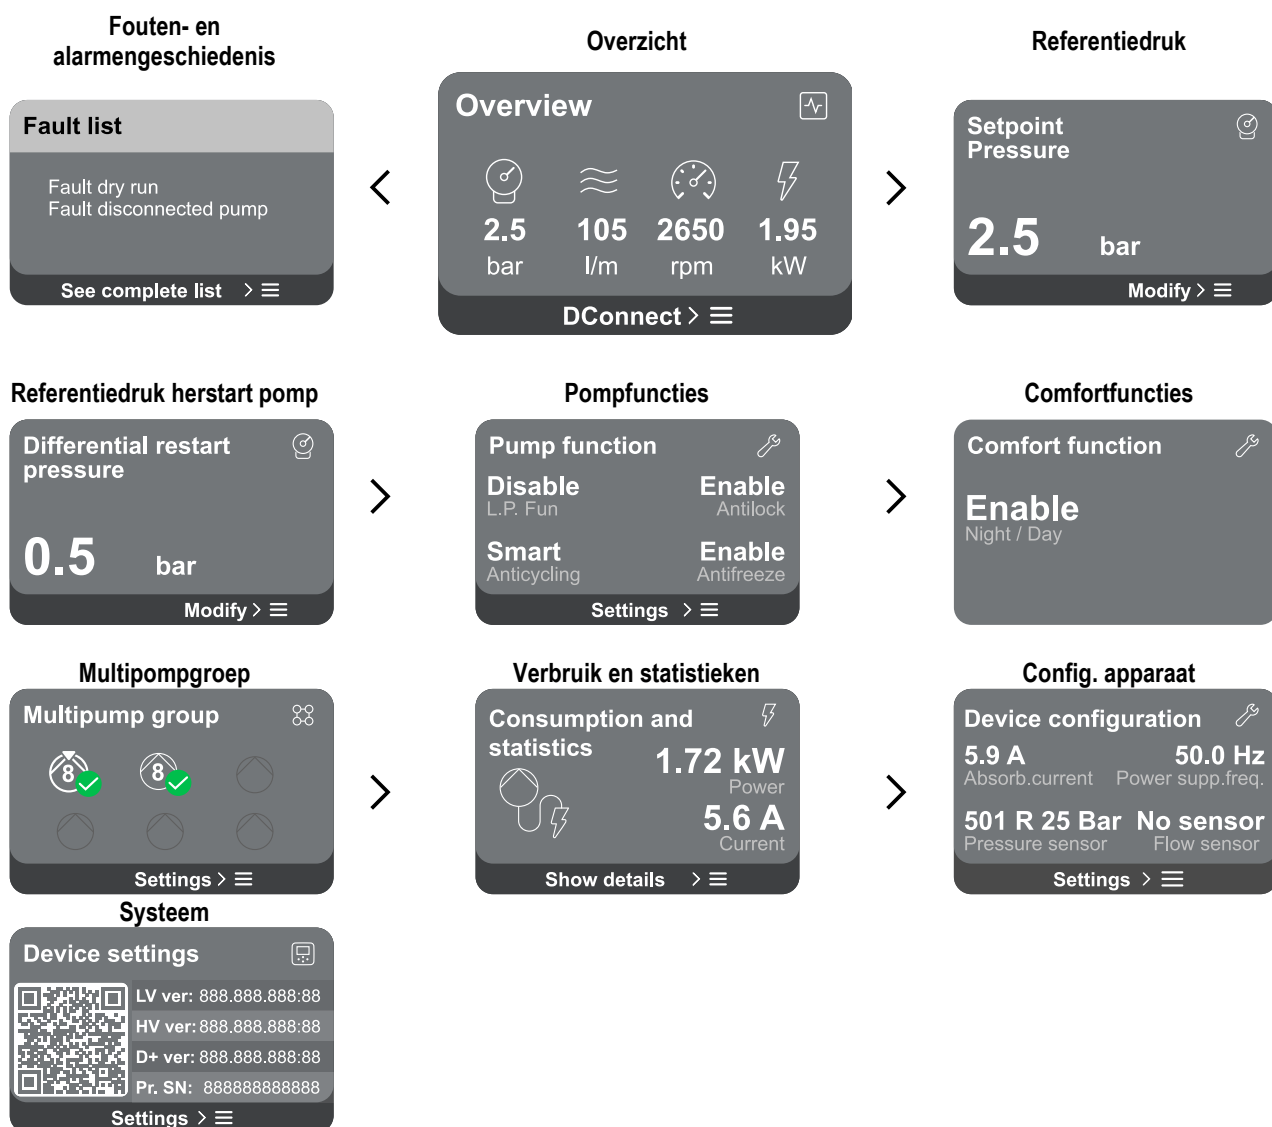 Fouten- en
alarmengeschiedenis
Fault list
Fault dry run
Fault disconnected pump
See complete list
Overzicht
Overview
2.5 105 2650 1.95
bar l/m rpm kW
DConnect
Referentiedruk
Setpoint
Pressure
2.5 bar
Modify
Referentiedruk herstart pomp
Differential restart
pressure
0.5 bar
Modify
Pompfuncties
Pump function
Disable Enable
L.P. Fun Antilock
Smart Enable
Anticycling Antifreeze
Settings
Comfortfuncties
Comfort function
Enable
Night / Day
Multipompgroep
Multipump group
8 8
Settings
Verbruik en statistieken
Consumption and
statistics
1.72 kW
Power
5.6 A
Current
Show details
Config. apparaat
Device configuration
5.9 A 50.0 Hz
Absorb.current Power supp.freq.
501 R 25 Bar No sensor
Pressure sensor Flow sensor
Settings
Systeem
Device settings
LV ver: 888.888.888:88
HV ver: 888.888.888:88
D+ ver: 888.888.888:88
Pr. SN: 888888888888
Settings